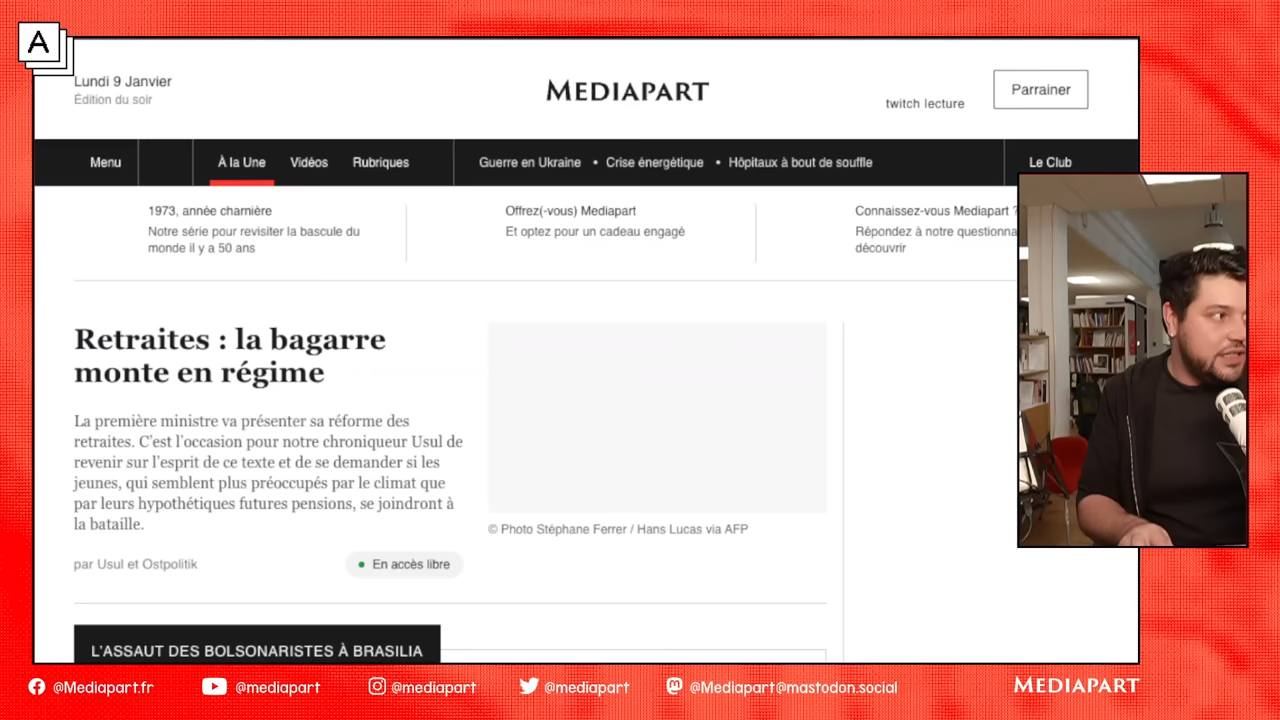 A
Lundi 9 Janvier
Édition du soir
MEDIAPART
twitch lecture
Parrainer
Menu
À la Une
Vidéos
Rubriques
Guerre en Ukraine • Crise énergétique • Hôpitaux à bout de souffle
Le Club
1973, année charnière
Notre série pour revisiter la bascule du
monde il y a 50 ans
Offrez(-vous) Mediapart
Et optez pour un cadeau engagé
Connaissez-vous Mediapart ?
Répondez à notre
découvrir
Retraites : la bagarre
monte en régime
La première ministre va présenter sa réforme des
retraites. C'est l'occasion pour notre chroniqueur Usul de
revenir sur l'esprit de ce texte et de se demander si les
jeunes, qui semblent plus préoccupés par le climat que
par leurs hypothétiques futures pensions, se joindront à
la bataille.
par Usul et Ostpolitik
• En accès libre
© Photo Stéphane Ferrer / Hans Lucas via AFP
L'ASSAUT DES BOLSONARISTES À BRASILIA
@Mediapart.fr
@mediapart
@mediapart
@mediapart
@Mediapart@mastodon.social
MEDIAPART